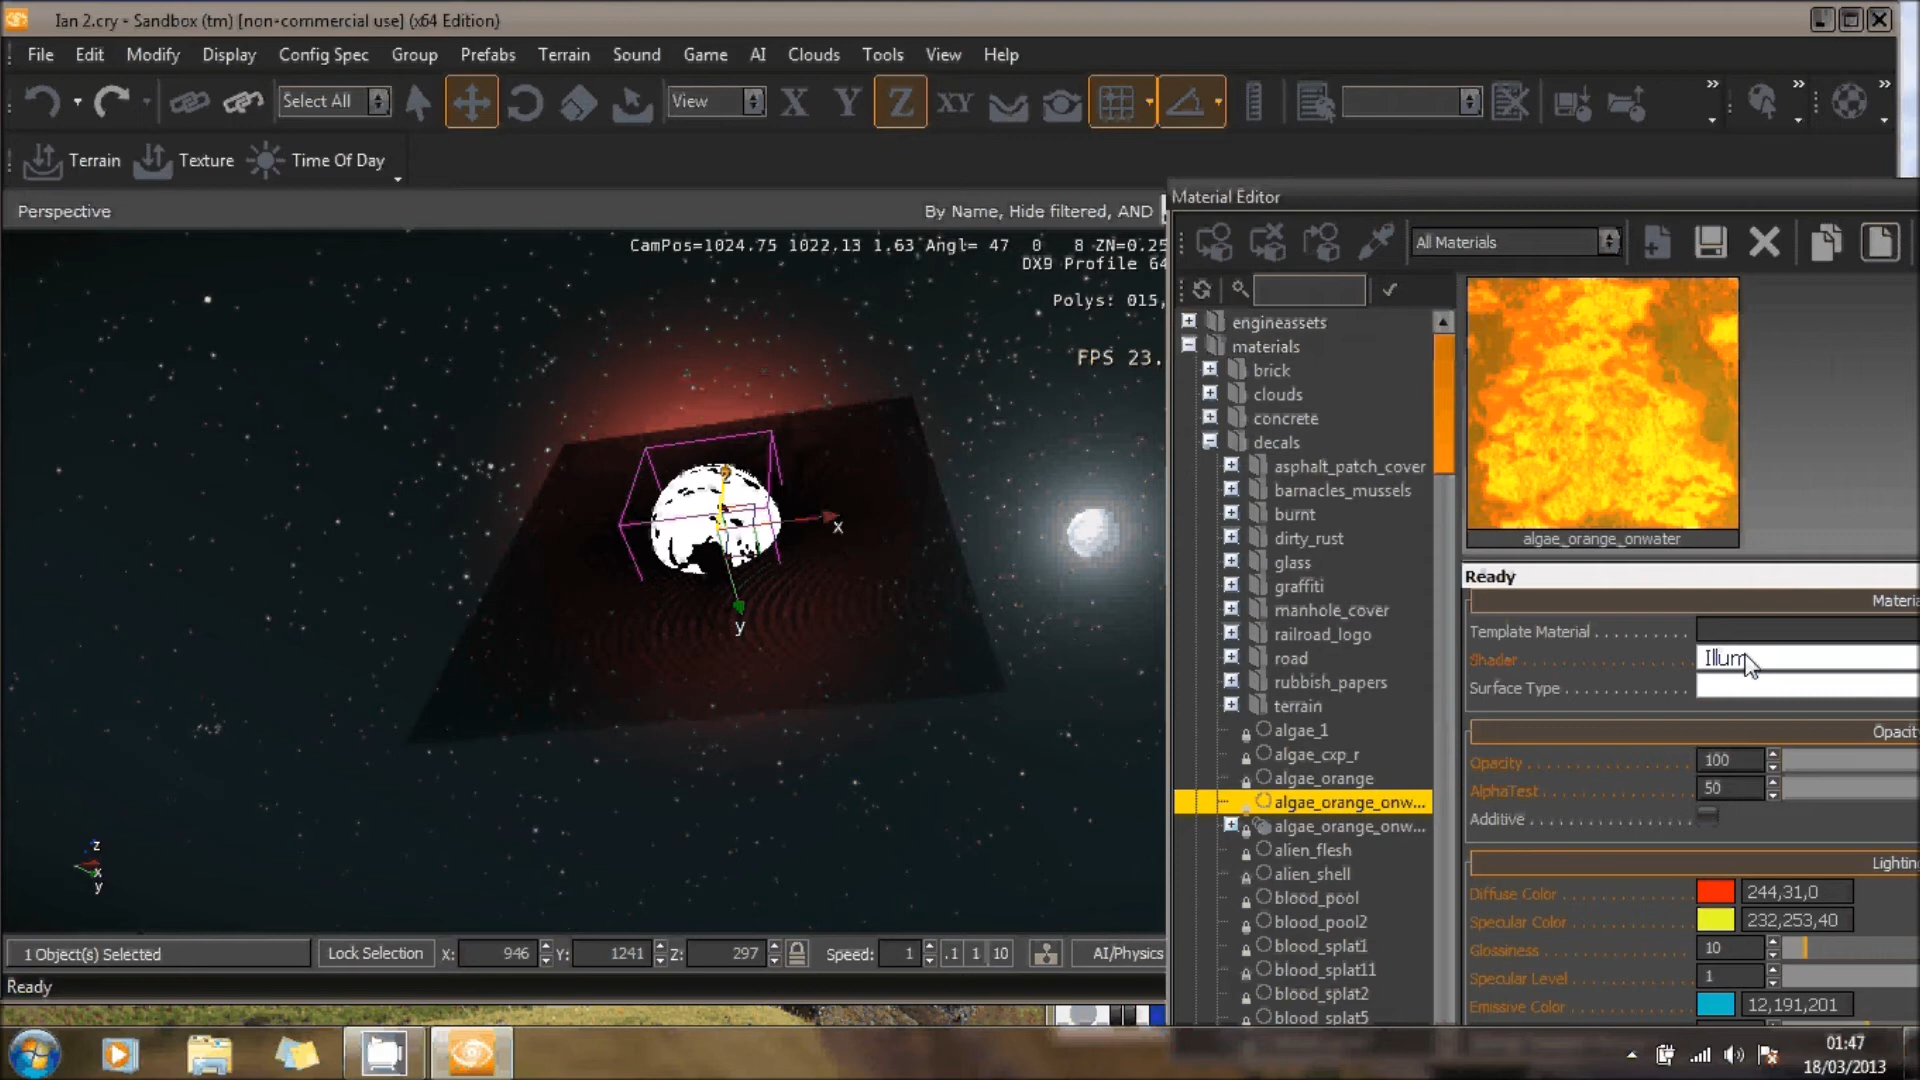 Ian 2.cry - Sandbox (tm) [non-commercial use] (x64 Edition)
File Edit Modify Display Config Spec Group Prefabs Terrain Sound Game AI Clouds Tools View Help
Select All View X Y Z XY
Terrain Texture Time Of Day
Perspective By Name, Hide filtered, AND
CamPos=1024.75 1022.13 1.63 Angl= 47 0 8 ZN=0.25
DX9 Profile 64
Polys: 015,
FPS 23.
x
y
z
x
y
Material Editor
All Materials
engineassets
materials
brick
clouds
concrete
decals
asphalt_patch_cover
barnacles_mussels
burnt
dirty_rust
glass
graffiti
manhole_cover
railroad_logo
road
rubbish_papers
terrain
algae_1
algae_cxp_r
algae_orange
algae_orange_onw...
algae_orange_onw...
alien_flesh
alien_shell
blood_pool
blood_pool2
blood_splat1
blood_splat11
blood_splat2
blood_splat5
algae_orange_onwater
Ready
Materia
Template Material
Shader Illum
Surface Type
Opacit
Opacity 100
AlphaTest 50
Additive
Lightin
Diffuse Color 244,31,0
Specular Color 232,253,40
Glossiness 10
Specular Level 1
Emissive Color 12,191,201
1 Object(s) Selected Lock Selection X: 946 Y: 1241 Z: 297 Speed: 1 .1 1 10 AI/Physics
Ready
01:47
18/03/2013